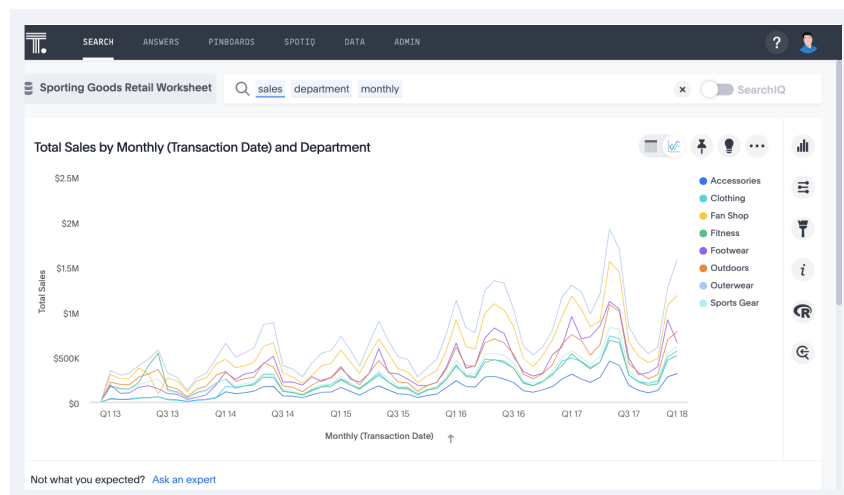 T.
SEARCH ANSWERS PINBOARDS SPOTIQ DATA ADMIN ?
Sporting Goods Retail Worksheet sales department monthly SearchIQ
Total Sales by Monthly (Transaction Date) and Department
$2.5M
$2M
$1.5M
$1M
$500K
$0
Total Sales
Q1 13 Q3 13 Q1 14 Q3 14 Q1 15 Q3 15 Q1 16 Q3 16 Q1 17 Q3 17 Q1 18
Monthly (Transaction Date)
Accessories
Clothing
Fan Shop
Fitness
Footwear
Outdoors
Outerwear
Sports Gear
i
R
Not what you expected? Ask an expert